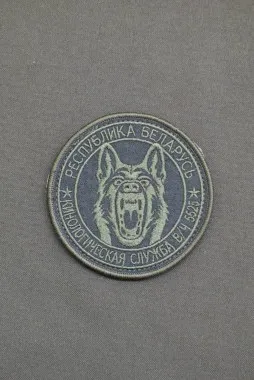 РЕСПУБЛИКА БЕЛАРУСЬ
КИНОЛОГИЧЕСКАЯ СЛУЖБА В/Ч 5525